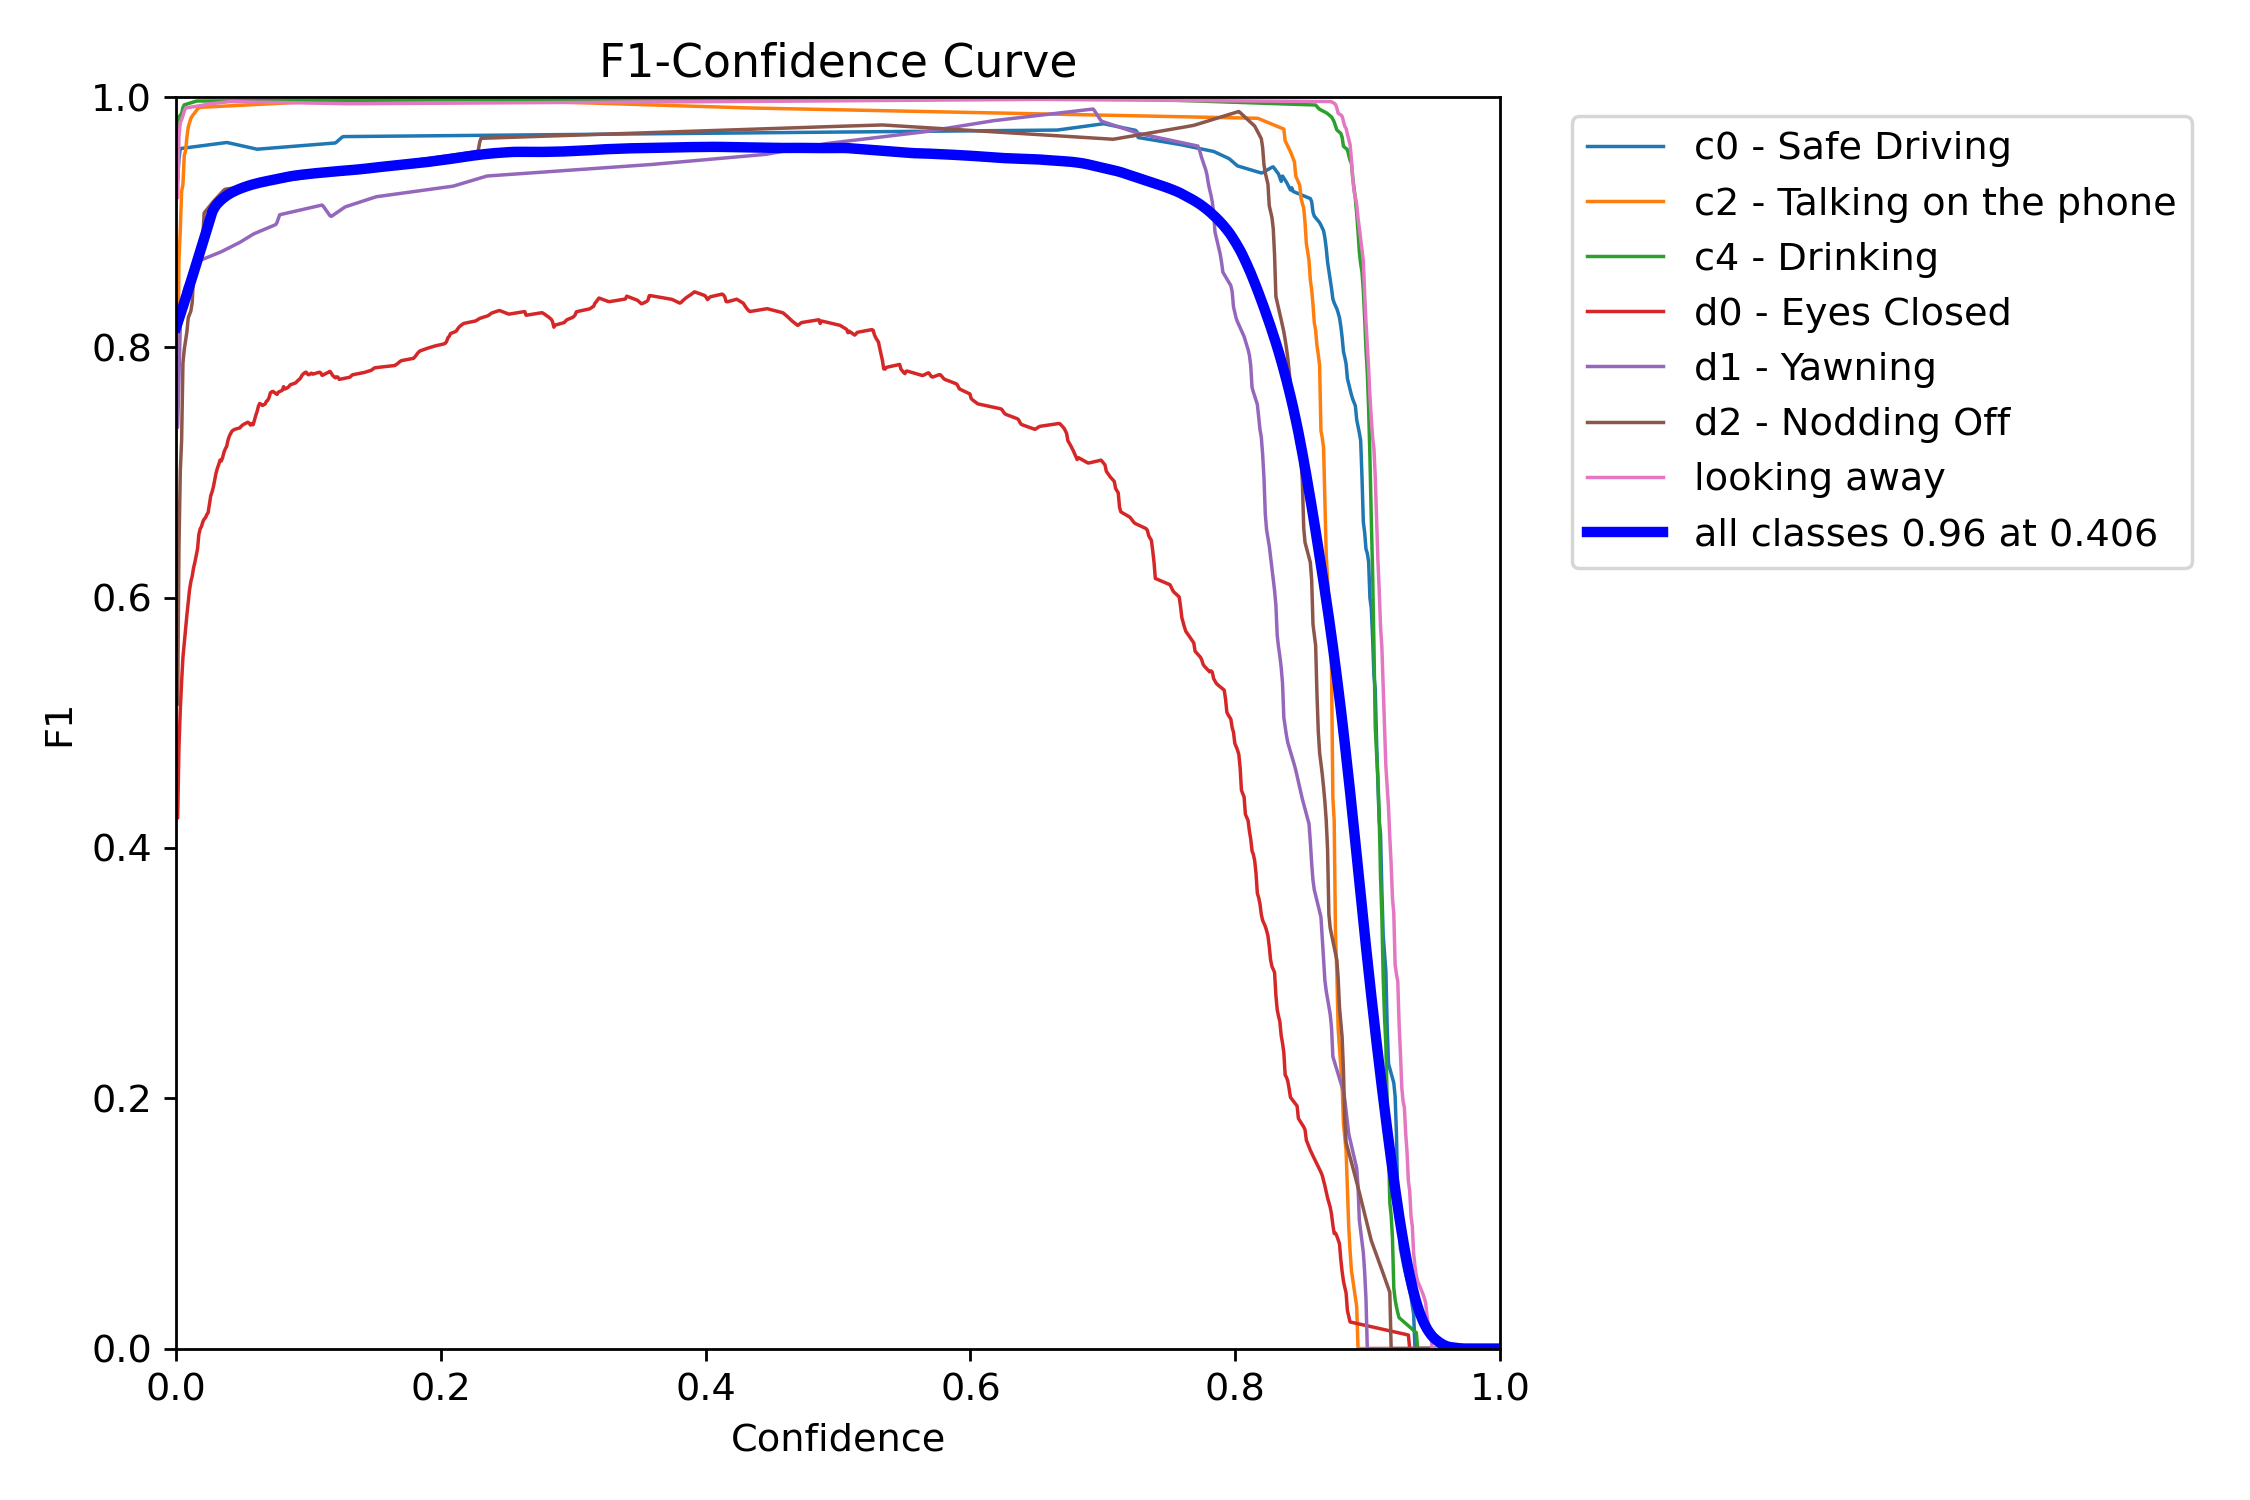 F1-Confidence Curve
1.0
0.8
0.6
0.4
0.2
0.0
F1
0.0 0.2 0.4 0.6 0.8 1.0
Confidence
c0 - Safe Driving
c2 - Talking on the phone
c4 - Drinking
d0 - Eyes Closed
d1 - Yawning
d2 - Nodding Off
looking away
all classes 0.96 at 0.406